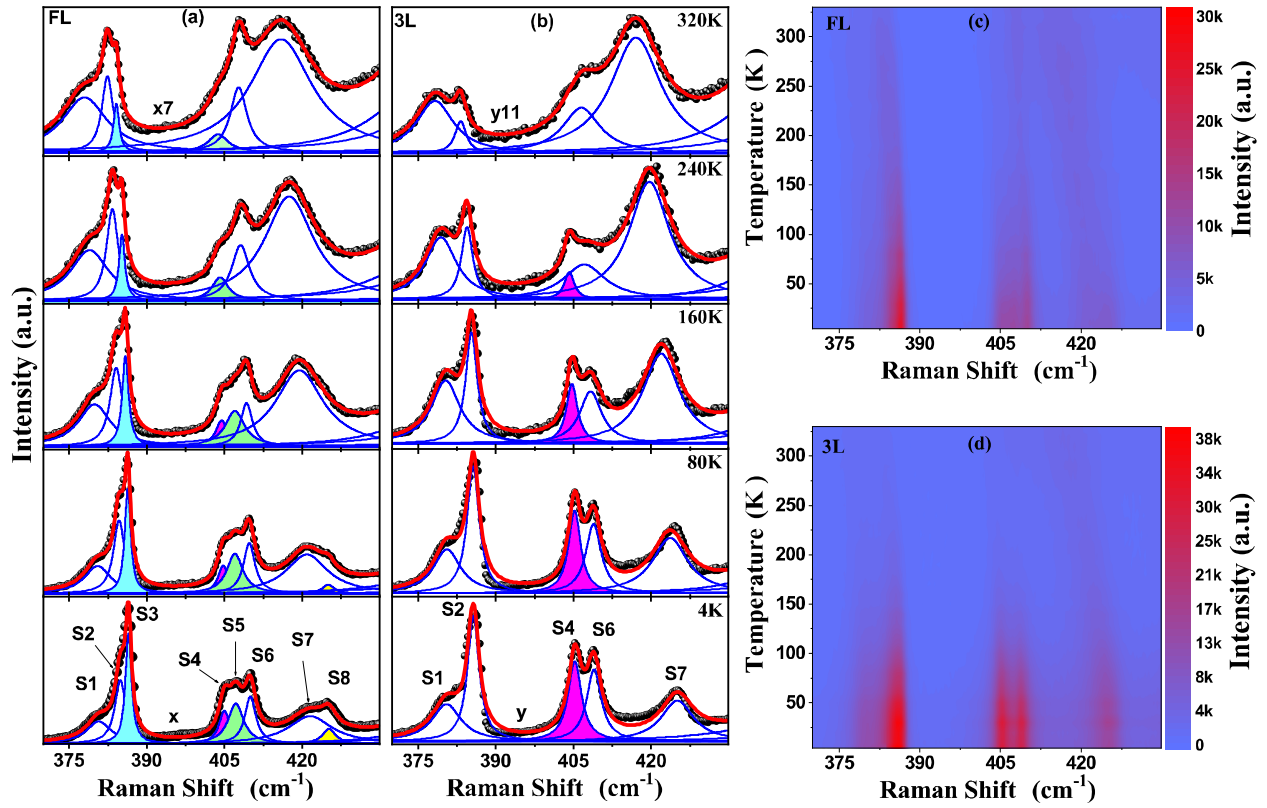 FL (a)
x7
3L (b) 320K
y11
240K
160K
80K
S1 S2 S3 x S4 S5 S6 S7 S8
4K
S1 S2 y S4 S6 S7
375 390 405 420
375 390 405 420
Raman Shift (cm-1)
Raman Shift (cm-1)
Intensity (a.u.)
FL (c)
Temperature (K )
300
250
200
150
100
50
375 390 420
Raman Shift (cm-1)
30k
25k
20k
15k
10k
5k
0
Intensity (a.u.)
3L (d)
Temperature (K )
300
250
200
150
100
50
375 390 420
Raman Shift (cm-1)
38k
34k
30k
26k
21k
17k
13k
8k
4k
0
Intensity (a.u.)